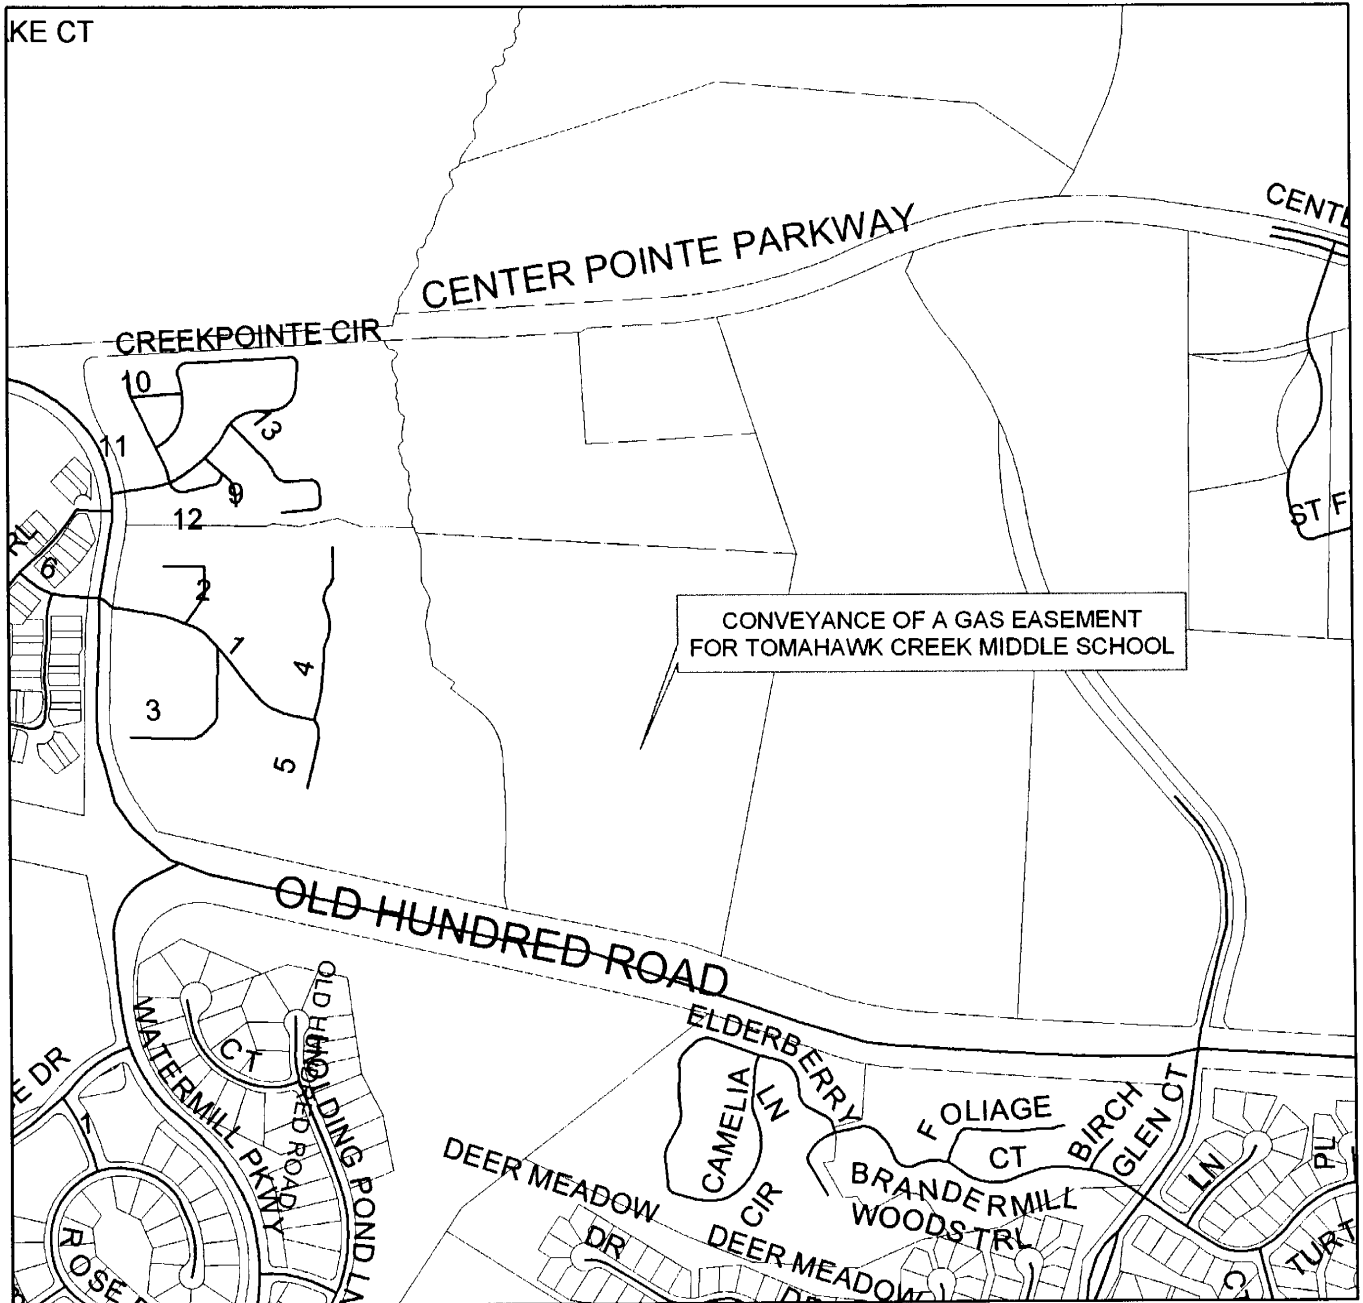 KE CT
CENTER POINTE PARKWAY
CENTE
CREEKPOINTE CIR
10
13
11
9
12
ST F
RL
6
2
1
4
3
5
CONVEYANCE OF A GAS EASEMENT
FOR TOMAHAWK CREEK MIDDLE SCHOOL
OLD HUNDRED ROAD
OLD HUNDRED ROAD
ELDERBERRY
E DR
WATERMILL PKWY
CT
HOLDING POND LA
CAMELIA
LN
CIR
FOLIAGE
CT
BIRCH
GLEN CT
LN
PL
DEER MEADOW
DR
BRANDERMILL
WOODS TRL
DEER MEADOW
ROSE
TURT